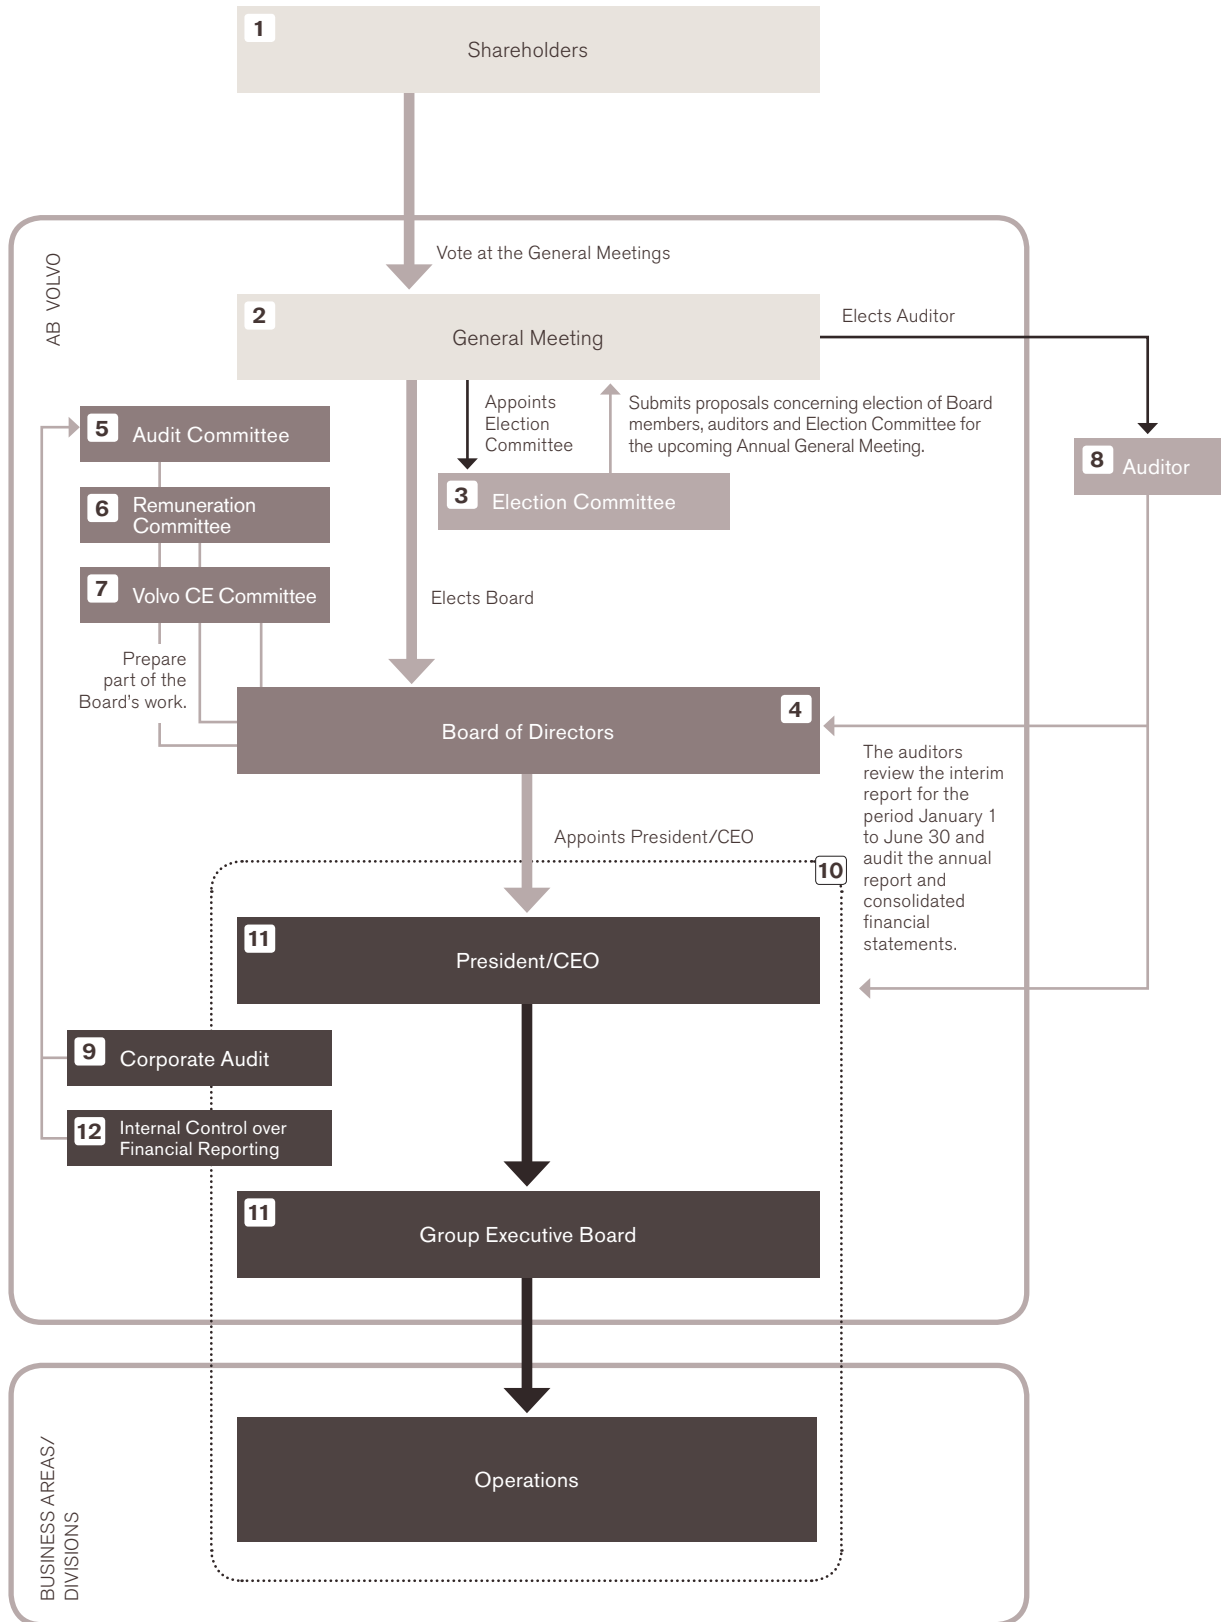 1
Shareholders
AB VOLVO
Vote at the General Meetings
2
General Meeting
Elects Auditor
Appoints
Election
Committee
Submits proposals concerning election of Board
members, auditors and Election Committee for
the upcoming Annual General Meeting.
5 Audit Committee
8 Auditor
3 Election Committee
6 Remuneration
Committee
7 Volvo CE Committee
Elects Board
Prepare
part of the
Board's work.
4
Board of Directors
The auditors
review the interim
report for the
period January 1
to June 30 and
audit the annual
report and
consolidated
financial
statements.
Appoints President/CEO
10
11
President/CEO
9 Corporate Audit
12 Internal Control over
Financial Reporting
11
Group Executive Board
BUSINESS AREAS/
DIVISIONS
Operations